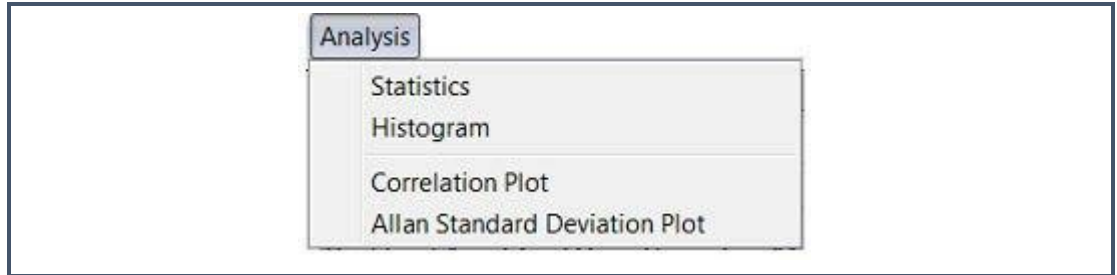 Analysis
Statistics
Histogram
Correlation Plot
Allan Standard Deviation Plot